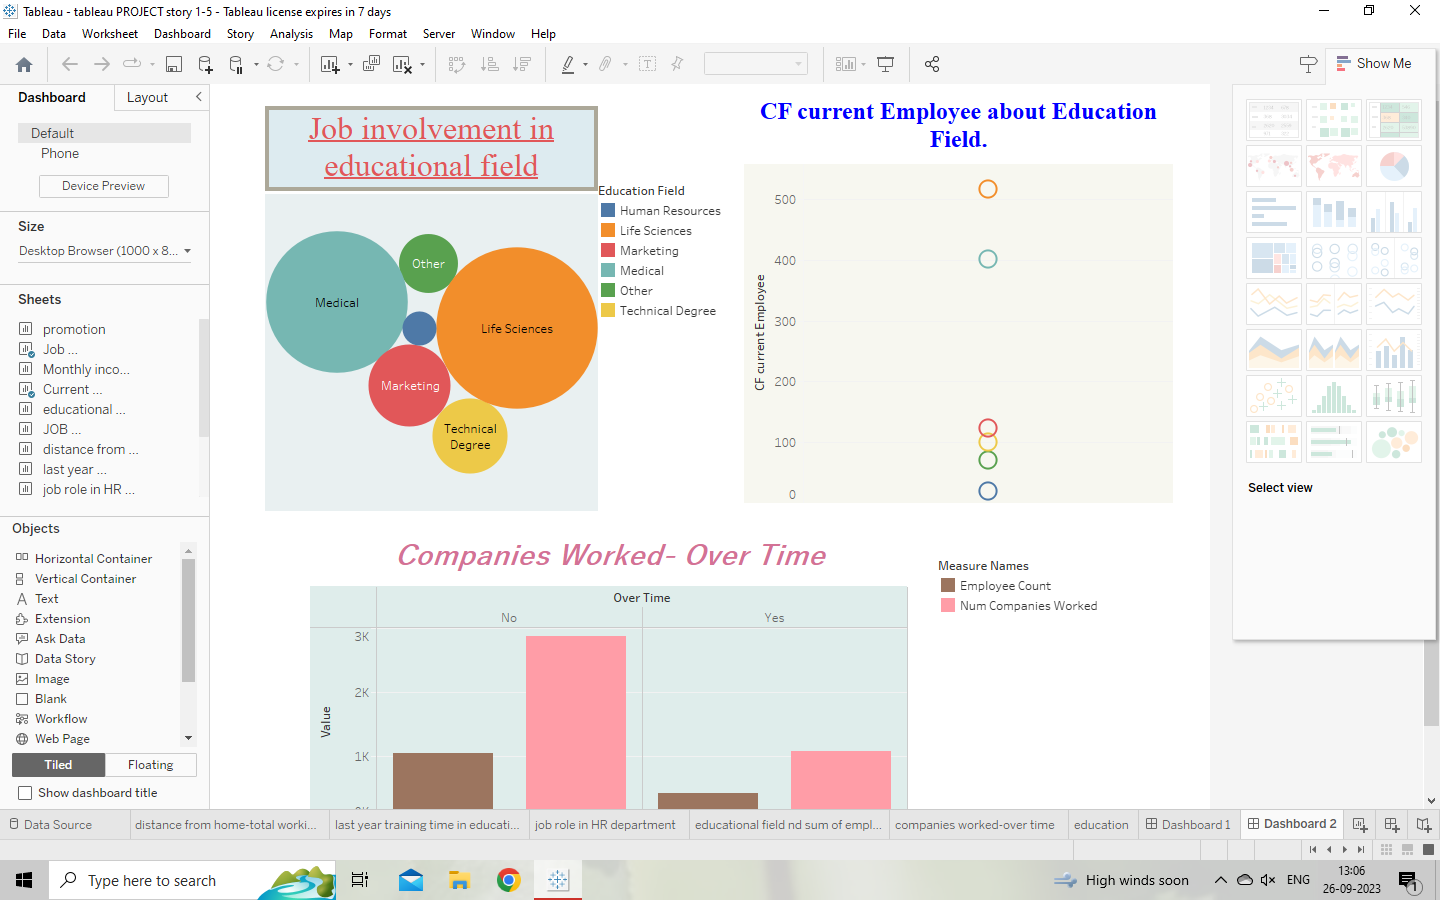 Tableau - tableau PROJECT story 1-5 - Tableau license expires in 7 days
File Data Worksheet Dashboard Story Analysis Map Format Server Window Help
Show Me
Dashboard Layout
Default
Phone
Device Preview
Size
Desktop Browser (1000 x 8...
Sheets
promotion
Job ...
Monthly inco...
Current ...
educational ...
JOB ...
distance from ...
last year ...
job role in HR ...
Objects
Horizontal Container
Vertical Container
Text
Extension
Ask Data
Data Story
Image
Blank
Workflow
Web Page
Tiled Floating
Show dashboard title
Job involvement in
educational field
Medical
Other
Life Sciences
Marketing
Technical
Degree
Education Field
Human Resources
Life Sciences
Marketing
Medical
Other
Technical Degree
CF current Employee about Education
Field.
CF current Employee
500
400
300
200
100
0
Companies Worked- Over Time
Over Time
No Yes
Value
3K
2K
1K
Measure Names
Employee Count
Num Companies Worked
Select view
Data Source distance from home-total worki... last year training time in educati... job role in HR department educational field nd sum of empl... companies worked-over time education Dashboard 1 Dashboard 2
Type here to search
High winds soon
ENG
13:06
26-09-2023
1